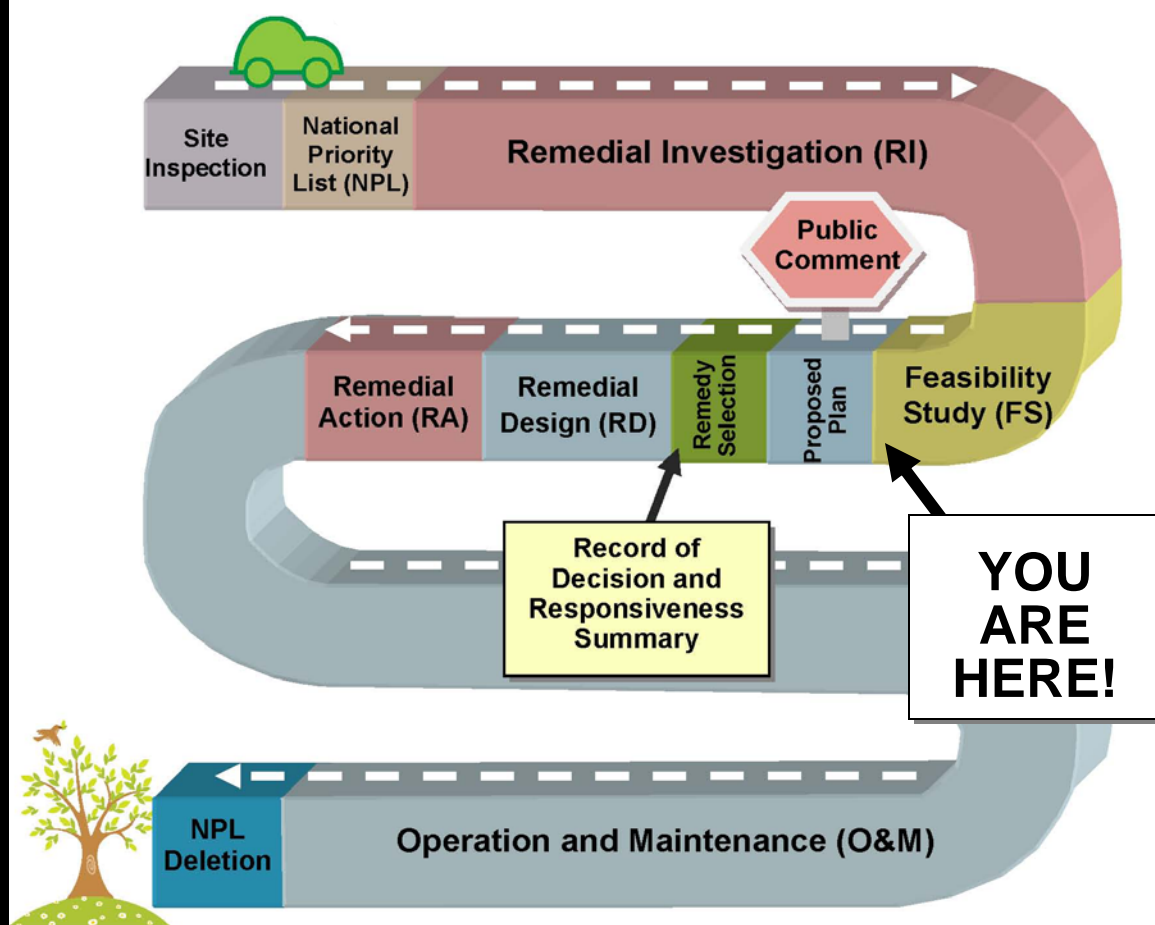 Site
Inspection
National
Priority
List (NPL)
Remedial Investigation (RI)
Public
Comment
Feasibility
Study (FS)
Proposed
Plan
Remedy
Selection
Remedial
Design (RD)
Remedial
Action (RA)
Record of
Decision and
Responsiveness
Summary
YOU
ARE
HERE!
Operation and Maintenance (O&M)
NPL
Deletion